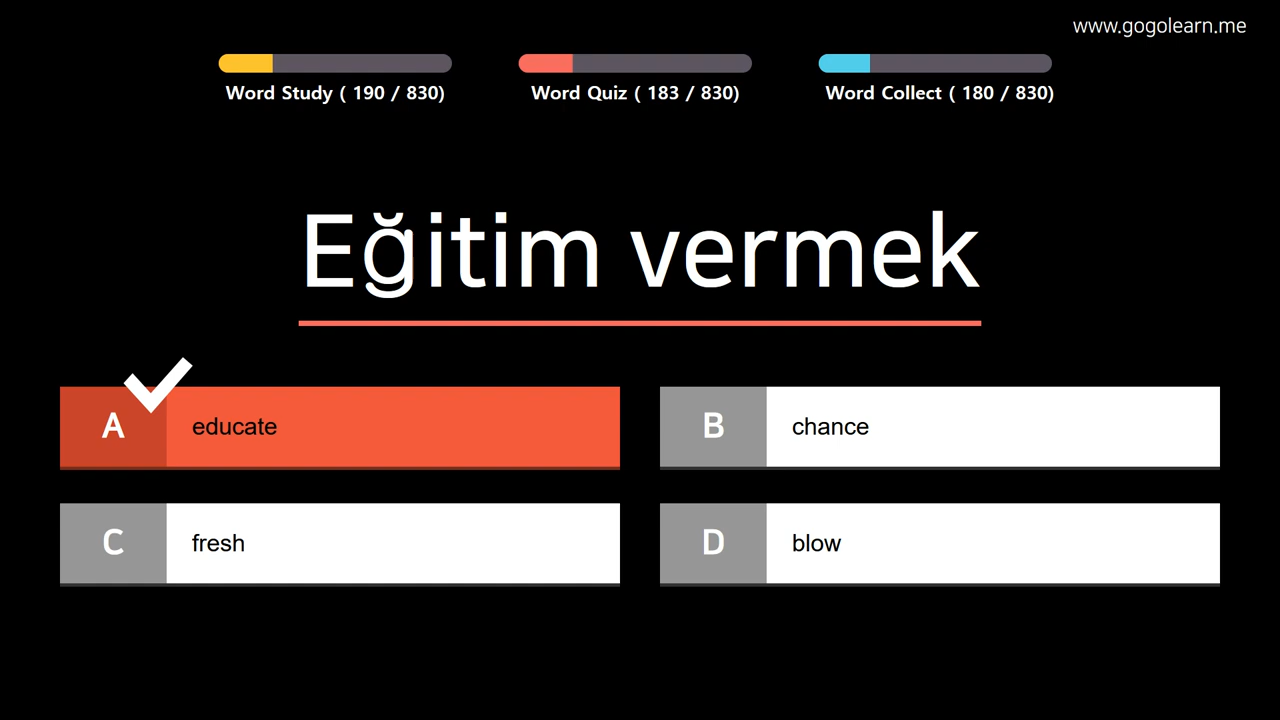 www.gogolearn.me
Word Study ( 190 / 830)
Word Quiz ( 183 / 830)
Word Collect ( 180 / 830)
Eğitim vermek
A educate
B chance
C fresh
D blow